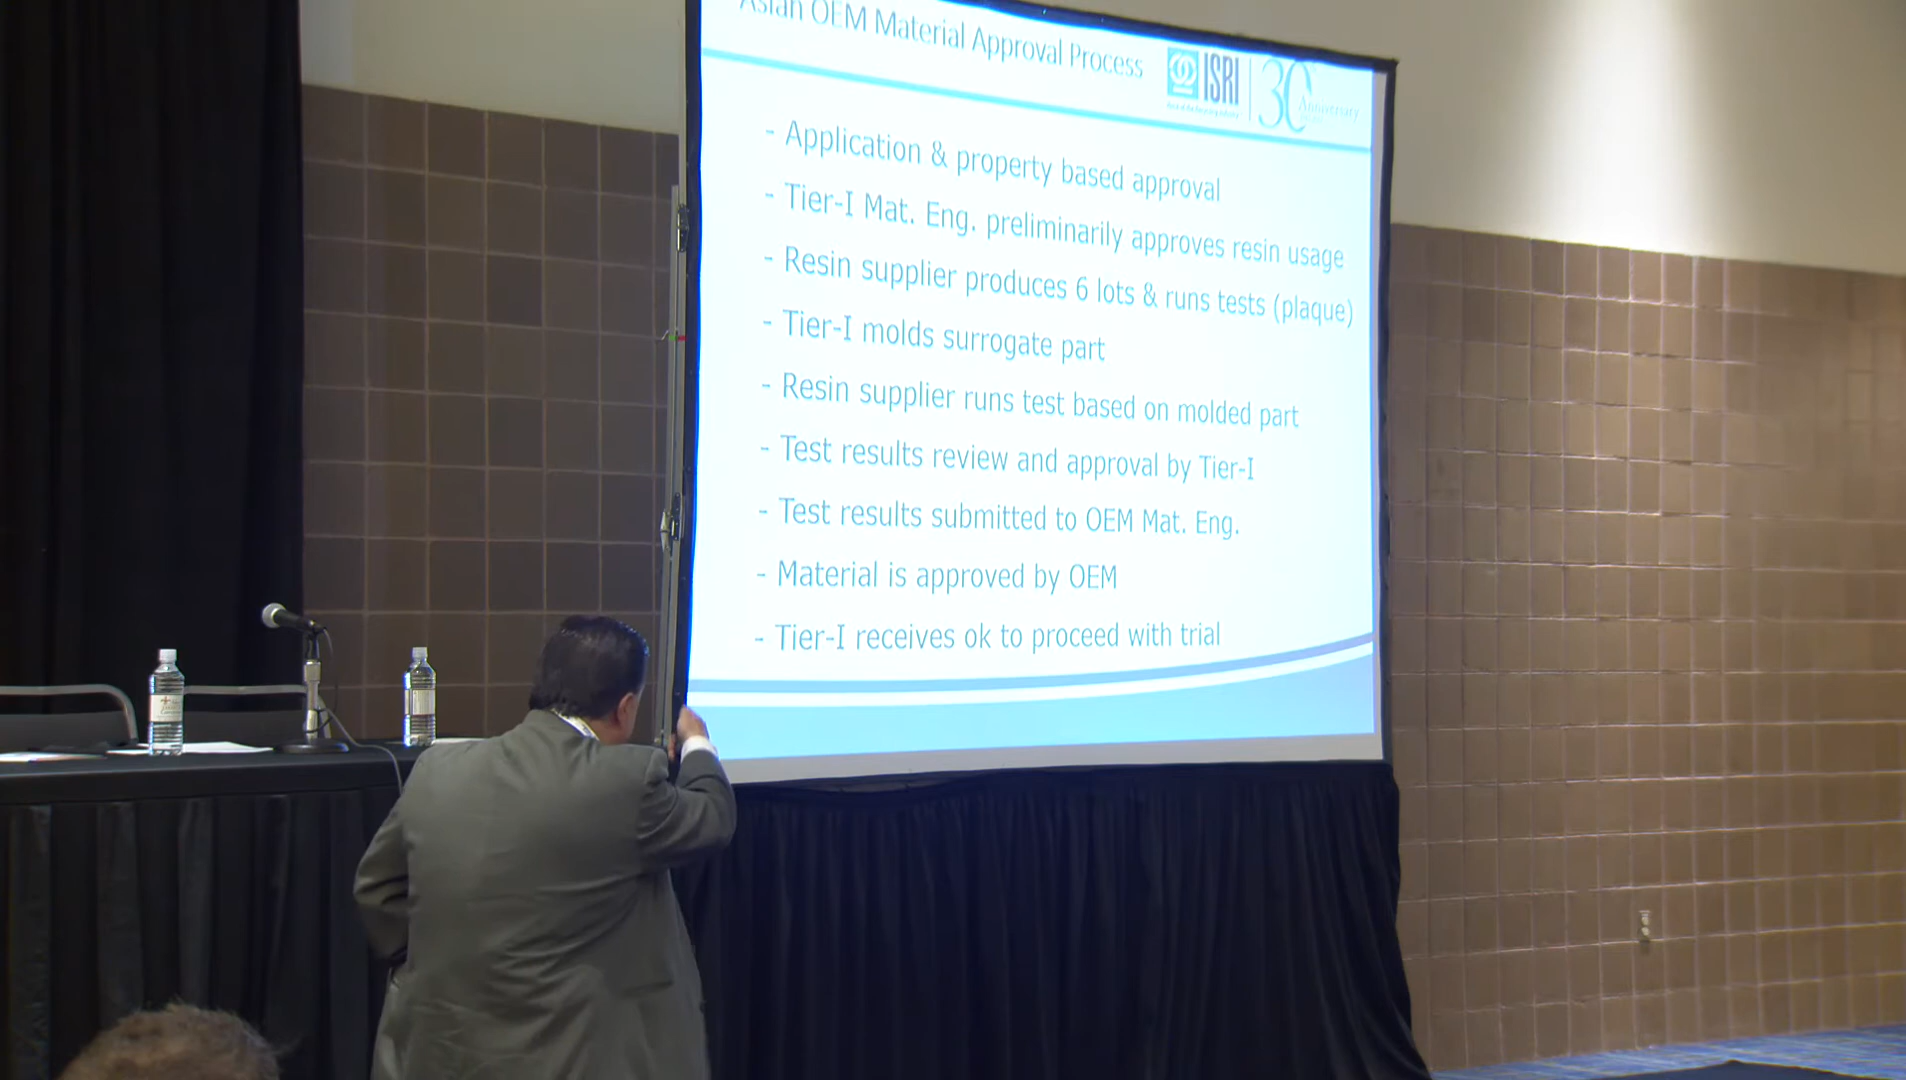 Asian OEM Material Approval Process
ISRI
30
Anniversary
- Application & property based approval
- Tier-I Mat. Eng. preliminarily approves resin usage
- Resin supplier produces 6 lots & runs tests (plaque)
- Tier-I molds surrogate part
- Resin supplier runs test based on molded part
- Test results review and approval by Tier-I
- Test results submitted to OEM Mat. Eng.
- Material is approved by OEM
- Tier-I receives ok to proceed with trial